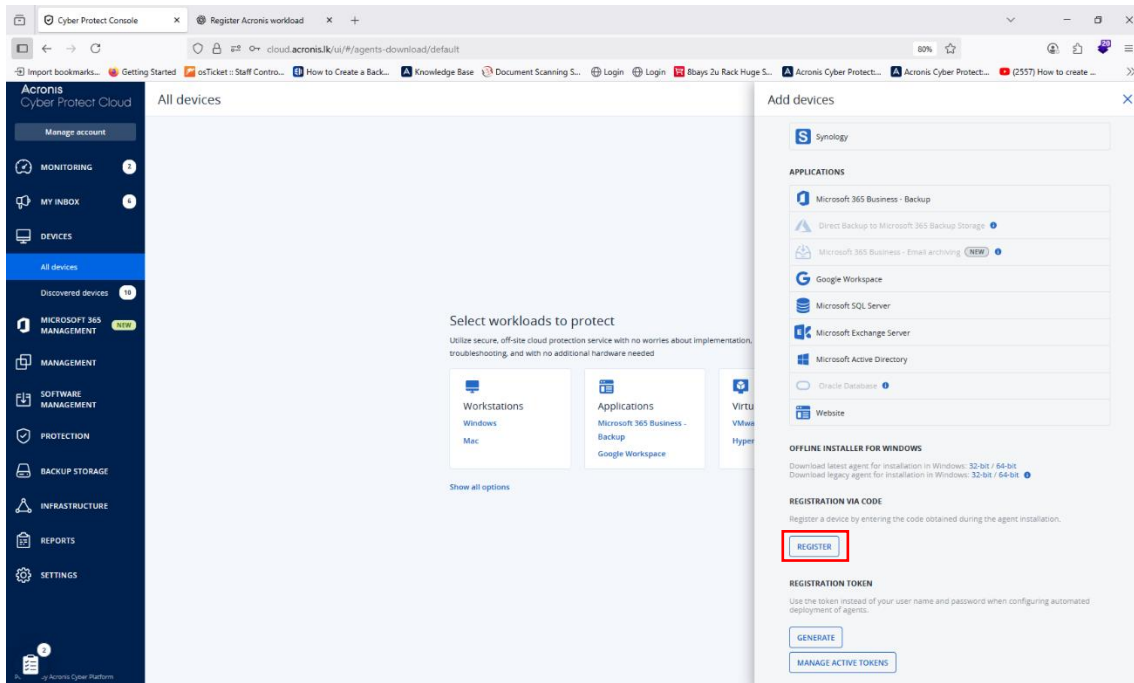 Cyber Protect Console
Register Acronis workload
cloud.acronis.lk/ui/#/agents-download/default
80%
20
Import bookmarks...
Getting Started
osTicket :: Staff Contro...
How to Create a Back...
Knowledge Base
Document Scanning S...
Login
Login
8bays 2u Rack Huge S...
Acronis Cyber Protect:...
Acronis Cyber Protect:...
(2557) How to create ...
Acronis
Cyber Protect Cloud
Manage account
MONITORING 2
MY INBOX 6
DEVICES
All devices
Discovered devices 10
MICROSOFT 365
MANAGEMENT
NEW
MANAGEMENT
SOFTWARE
MANAGEMENT
PROTECTION
BACKUP STORAGE
INFRASTRUCTURE
REPORTS
SETTINGS
2
by Acronis Cyber Platform
All devices
Select workloads to protect
Utilize secure, off-site cloud protection service with no worries about implementation,
troubleshooting, and with no additional hardware needed
Workstations
Windows
Mac
Applications
Microsoft 365 Business -
Backup
Google Workspace
Virtu
VMwa
Hyper
Show all options
Add devices
Synology
APPLICATIONS
Microsoft 365 Business - Backup
Direct Backup to Microsoft 365 Backup Storage
Microsoft 365 Business - Email archiving NEW
Google Workspace
Microsoft SQL Server
Microsoft Exchange Server
Microsoft Active Directory
Oracle Database
Website
OFFLINE INSTALLER FOR WINDOWS
Download latest agent for installation in Windows: 32-bit / 64-bit
Download legacy agent for installation in Windows: 32-bit / 64-bit
REGISTRATION VIA CODE
Register a device by entering the code obtained during the agent installation.
REGISTER
REGISTRATION TOKEN
Use the token instead of your user name and password when configuring automated
deployment of agents.
GENERATE
MANAGE ACTIVE TOKENS